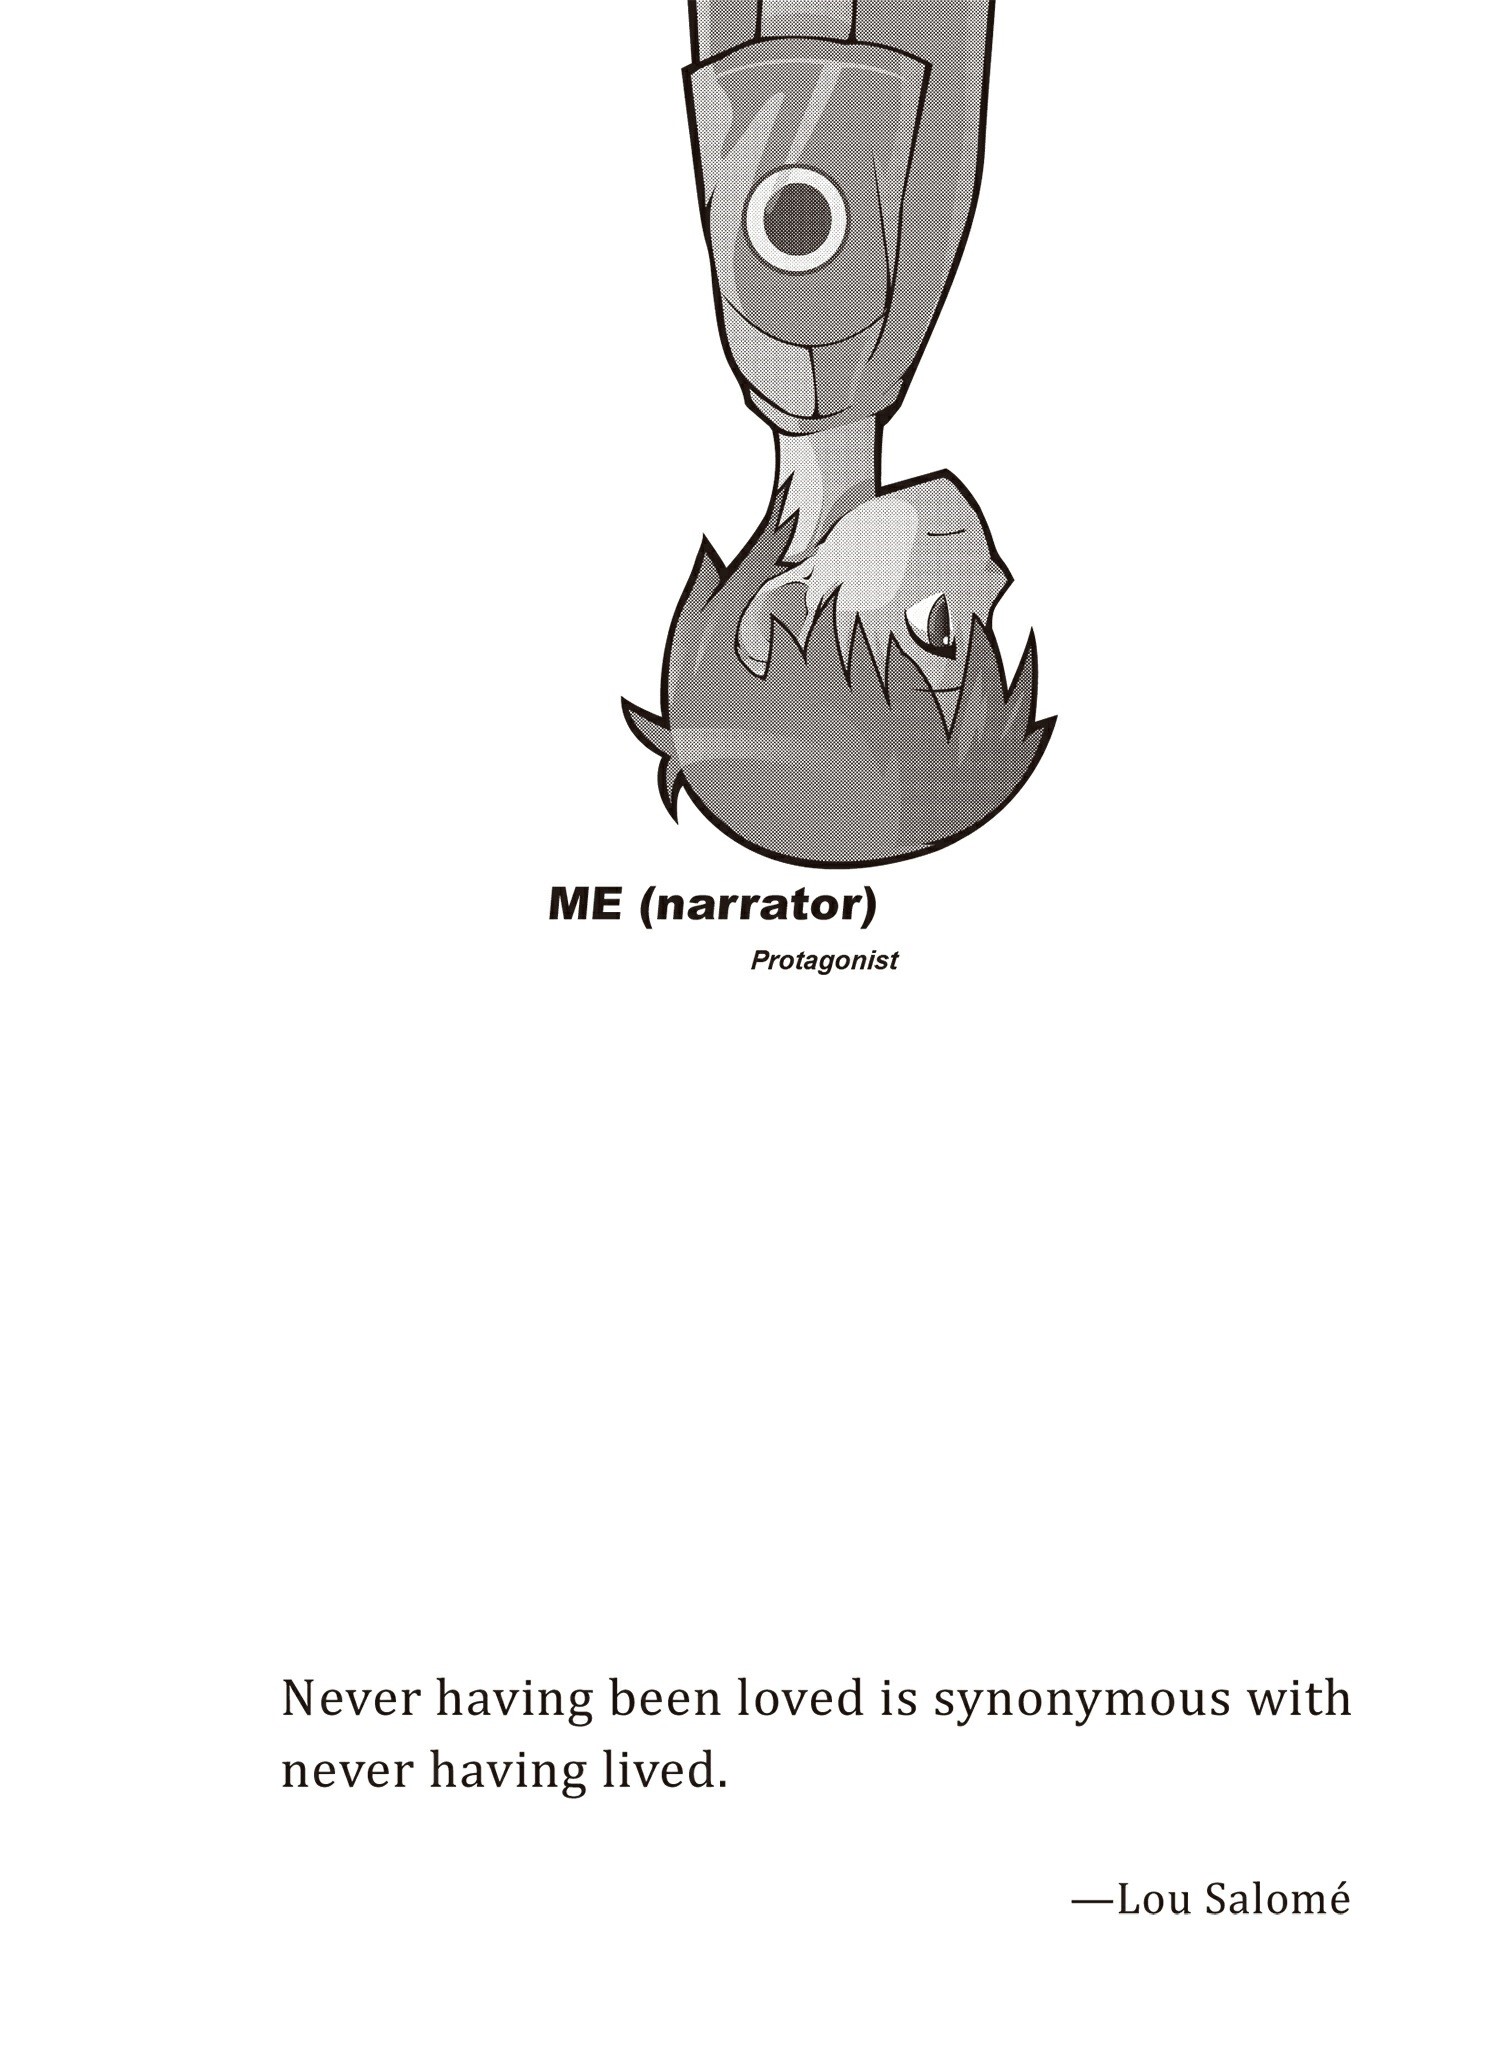 ME (narrator)
Protagonist
Never having been loved is synonymous with
never having lived.
—Lou Salomé